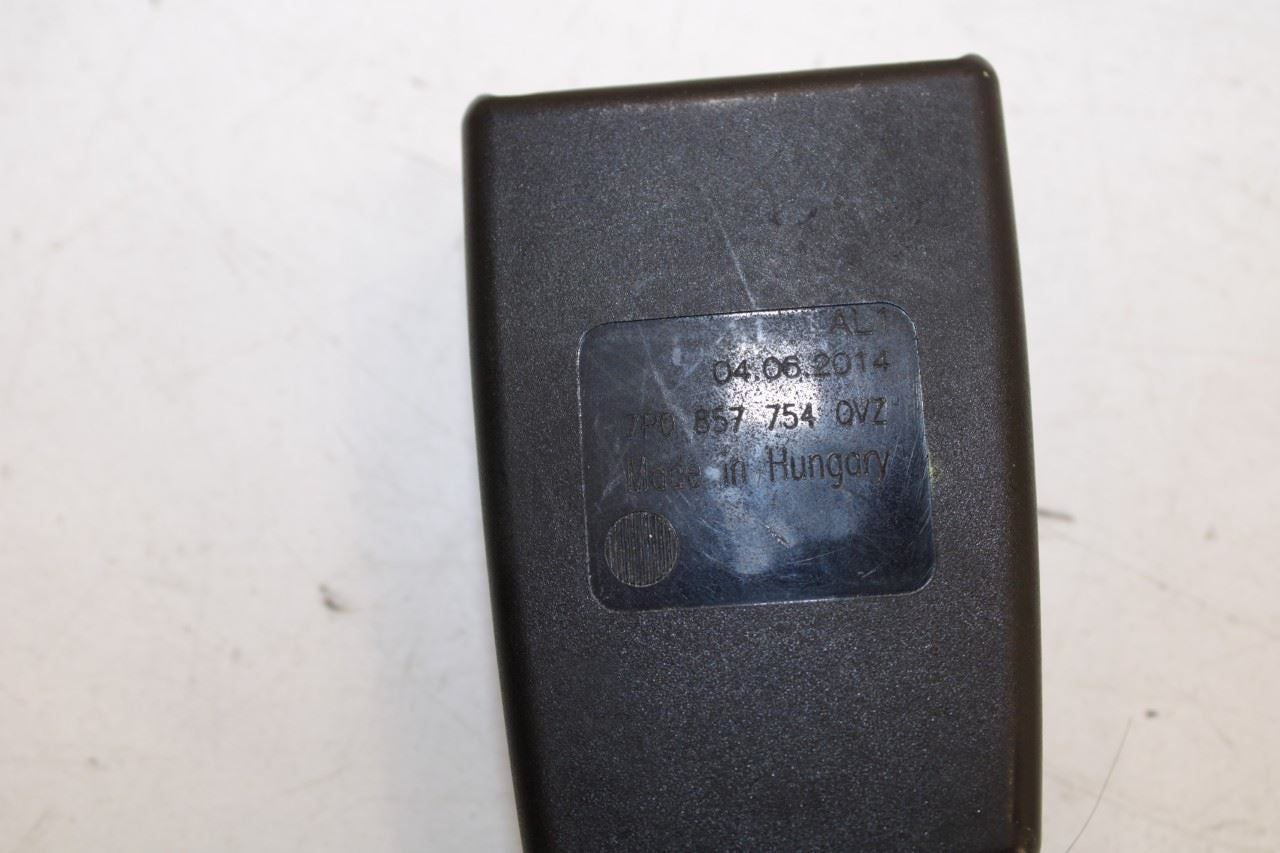 AL1
04.06.2014
7P0 857 754 QVZ
Made in Hungary